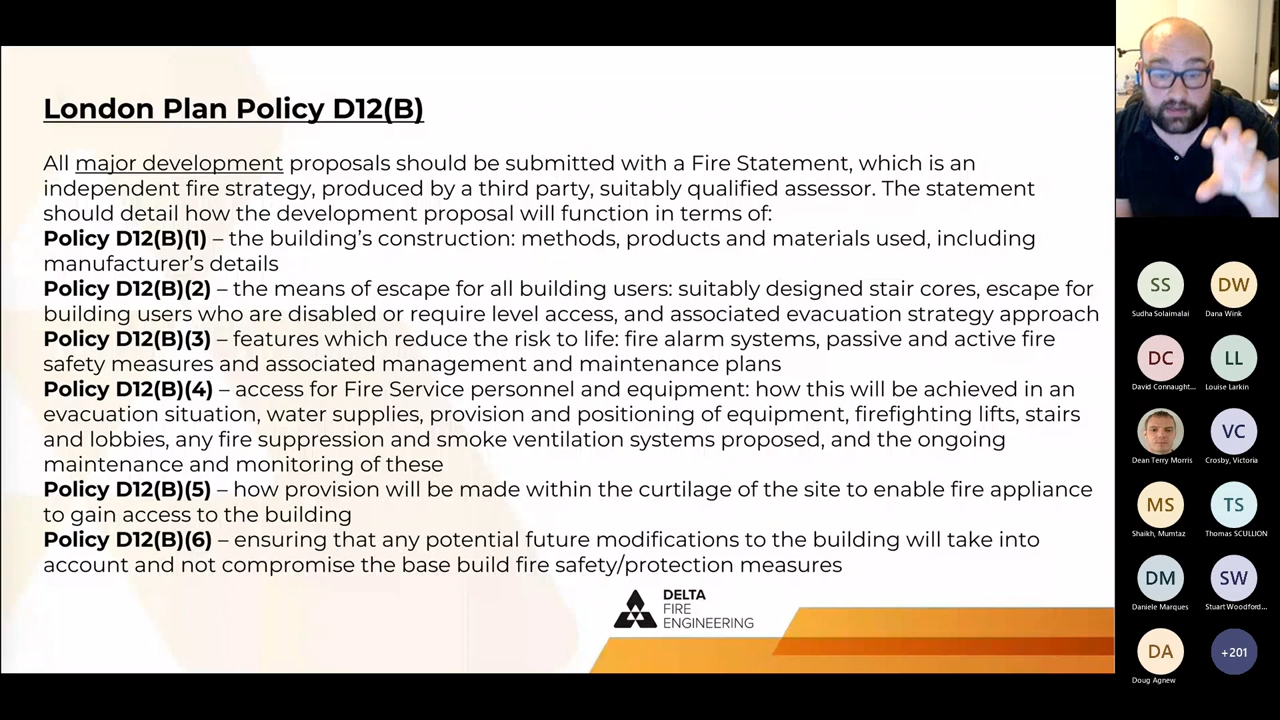 London Plan Policy D12(B)
All major development proposals should be submitted with a Fire Statement, which is an
independent fire strategy, produced by a third party, suitably qualified assessor. The statement
should detail how the development proposal will function in terms of:
Policy D12(B)(1) – the building's construction: methods, products and materials used, including
manufacturer's details
Policy D12(B)(2) – the means of escape for all building users: suitably designed stair cores, escape for
building users who are disabled or require level access, and associated evacuation strategy approach
Policy D12(B)(3) – features which reduce the risk to life: fire alarm systems, passive and active fire
safety measures and associated management and maintenance plans
Policy D12(B)(4) – access for Fire Service personnel and equipment: how this will be achieved in an
evacuation situation, water supplies, provision and positioning of equipment, firefighting lifts, stairs
and lobbies, any fire suppression and smoke ventilation systems proposed, and the ongoing
maintenance and monitoring of these
Policy D12(B)(5) – how provision will be made within the curtilage of the site to enable fire appliance
to gain access to the building
Policy D12(B)(6) – ensuring that any potential future modifications to the building will take into
account and not compromise the base build fire safety/protection measures
DELTA
FIRE
ENGINEERING
SS DW
Sudha Solaimalai Dana Wink
DC LL
David Connaught... Louise Larkin
VC
Dean Terry Morris Crosby, Victoria
MS TS
Shaikh, Mumtaz Thomas SCULLION
DM SW
Daniele Marques Stuart Woodford...
DA +201
Doug Agnew